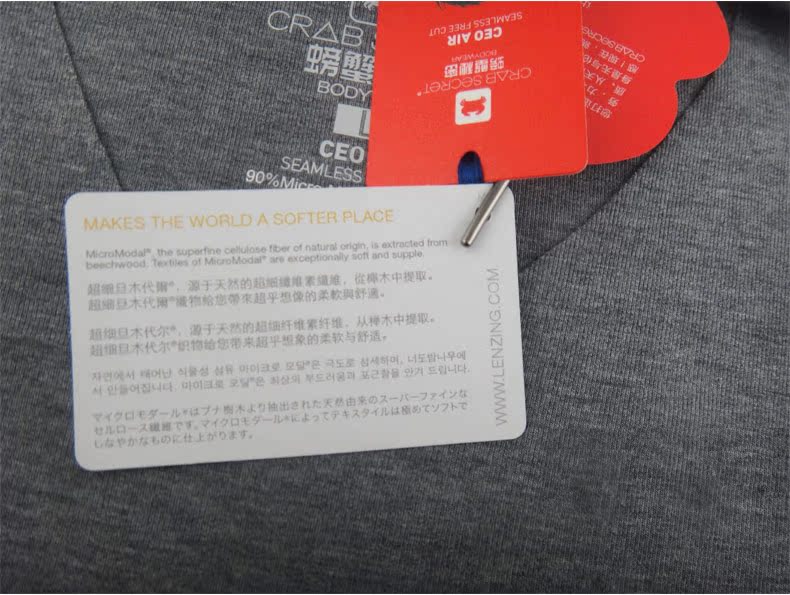 CRAB S
螃蟹
BODY
CEO
SEAMLESS
90%Micro
CEO AIR
SEAMLESS FREE CUT
CRAB SECRET®
螃蟹秘密
BODYWEAR
CRAB SECRET
MAKES THE WORLD A SOFTER PLACE
MicroModal®, the superfine cellulose fiber of natural origin, is extracted from
beechwood. Textiles of MicroModal® are exceptionally soft and supple.
超細旦木代爾®，源于天然的超細纖維素纖維，從櫸木中提取。
超細旦木代爾®纖物給您帶來超乎想像的柔軟與舒適。
超细旦木代尔®，源于天然的超细纤维素纤维，从榉木中提取。
超细旦木代尔®织物给您带来超乎想象的柔软与舒适。
자연에서 태어난 식물성 섬유 마이크로 모달®은 극도로 섬세하며, 너도밤나무에
서 만들어집니다. 마이크로 모달®은 최상의 부드러움과 포근함을 안겨 드립니다.
マイクロモダール®はブナ樹木より抽出された天然由来のスーパーファインな
セルロース繊維です。マイクロモダール®によってテキスタイルは極めてソフトで
しなやかなものに仕上がります。
WWW.LENZING.COM